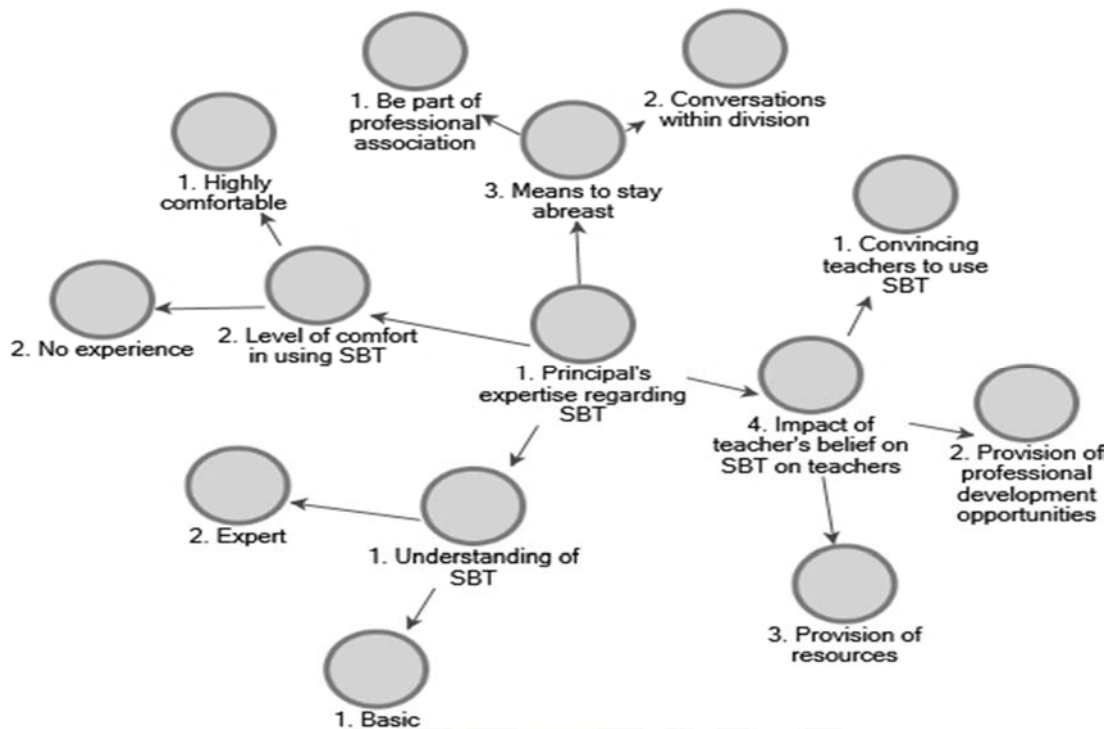 1. Be part of
professional
association
2. Conversations
within division
1. Highly
comfortable
3. Means to stay
abreast
1. Convincing
teachers to use
SBT
2. No experience
2. Level of comfort
in using SBT
1. Principal's
expertise regarding
SBT
4. Impact of
teacher's belief on
SBT on teachers
2. Provision of
professional
development
opportunities
2. Expert
1. Understanding of
SBT
3. Provision of
resources
1. Basic